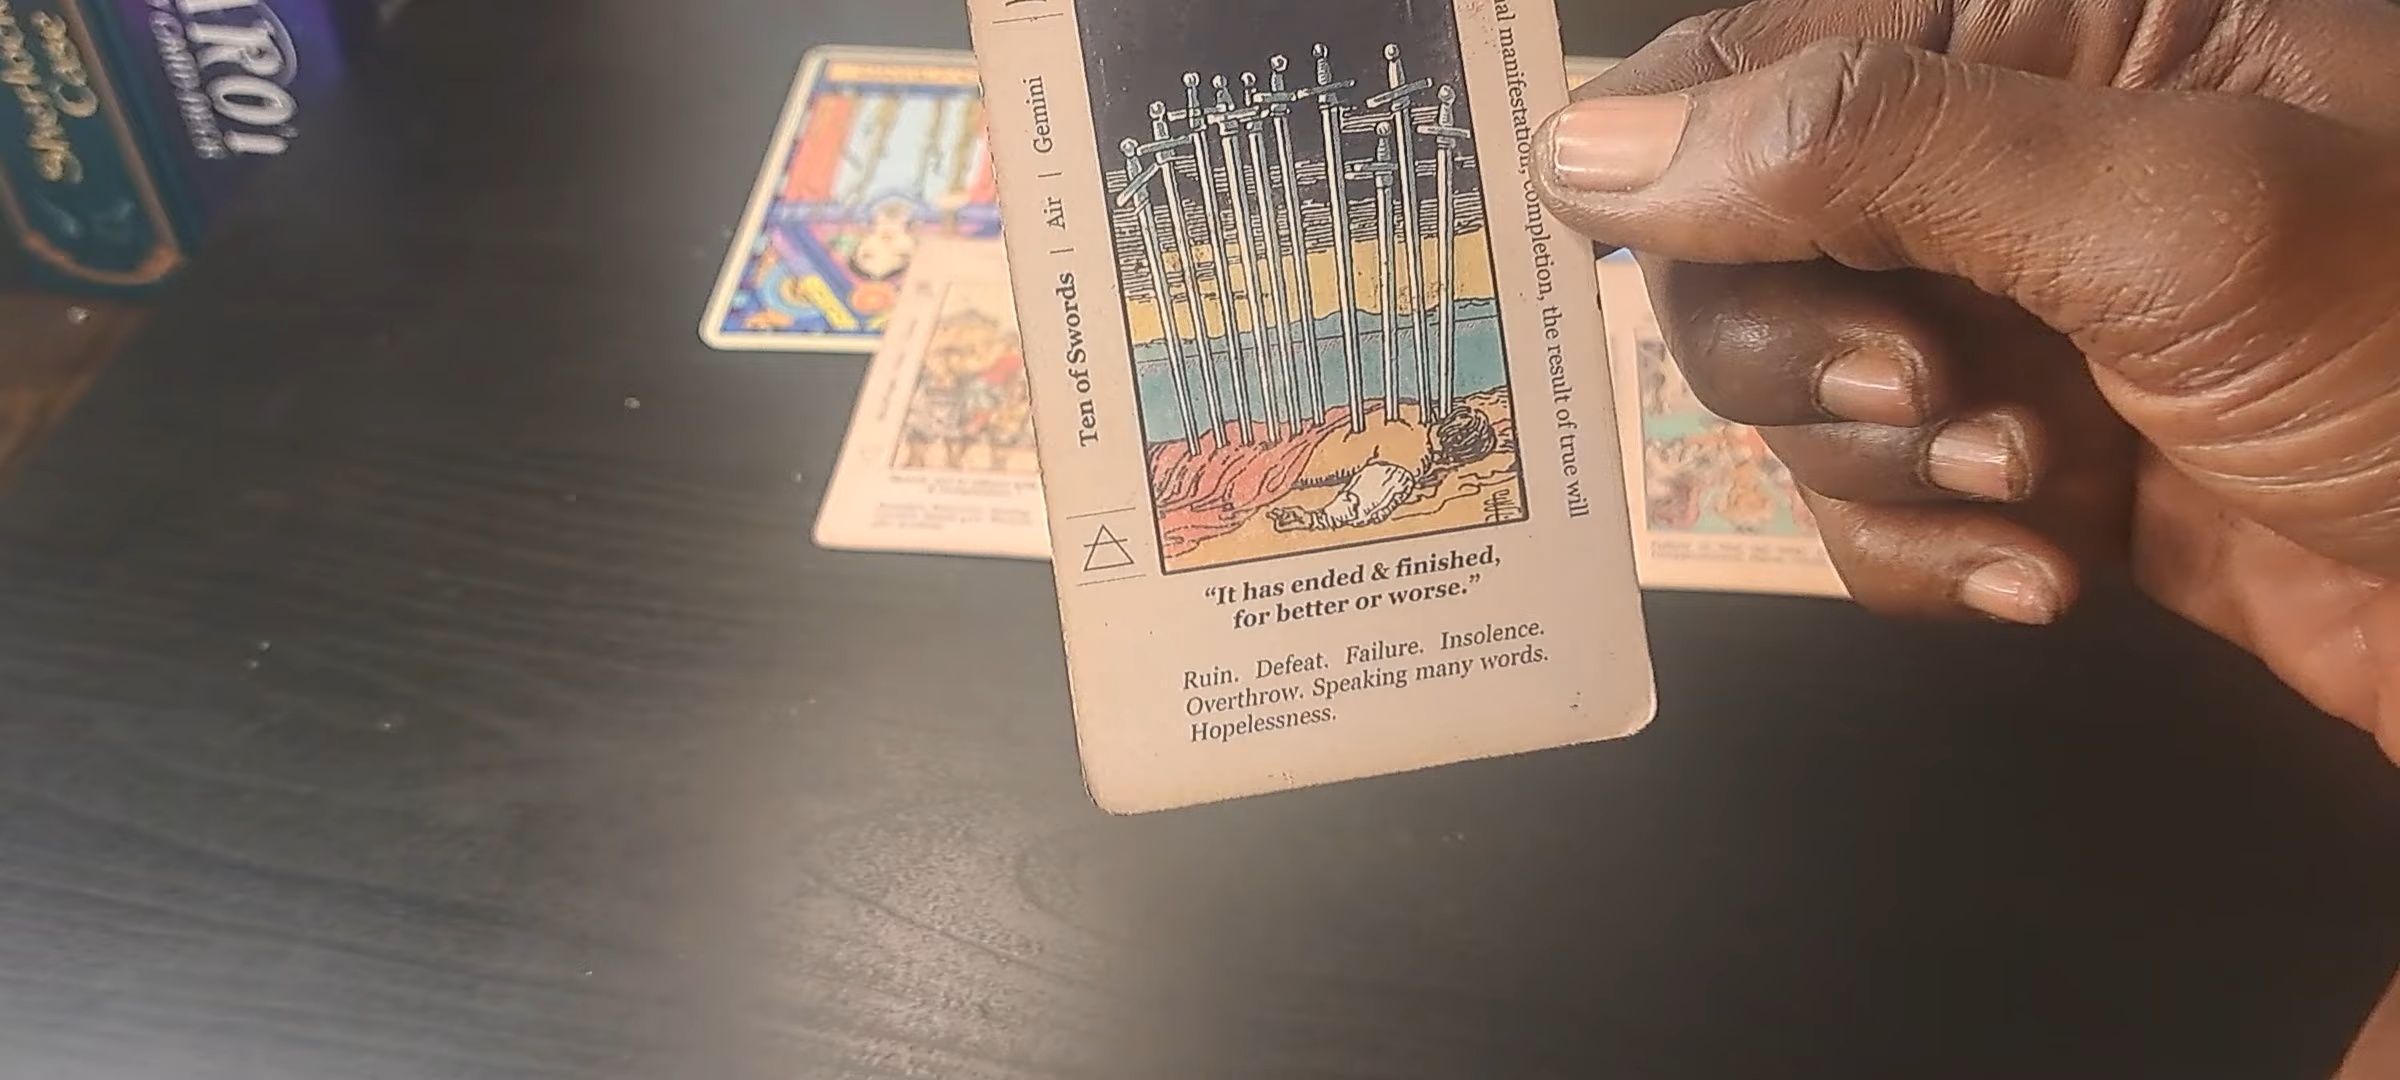 Ten of Swords | Air | Gemini |
al manifestation, completion, the result of true will
“It has ended & finished,
for better or worse.”
Ruin. Defeat. Failure. Insolence.
Overthrow. Speaking many words.
Hopelessness.